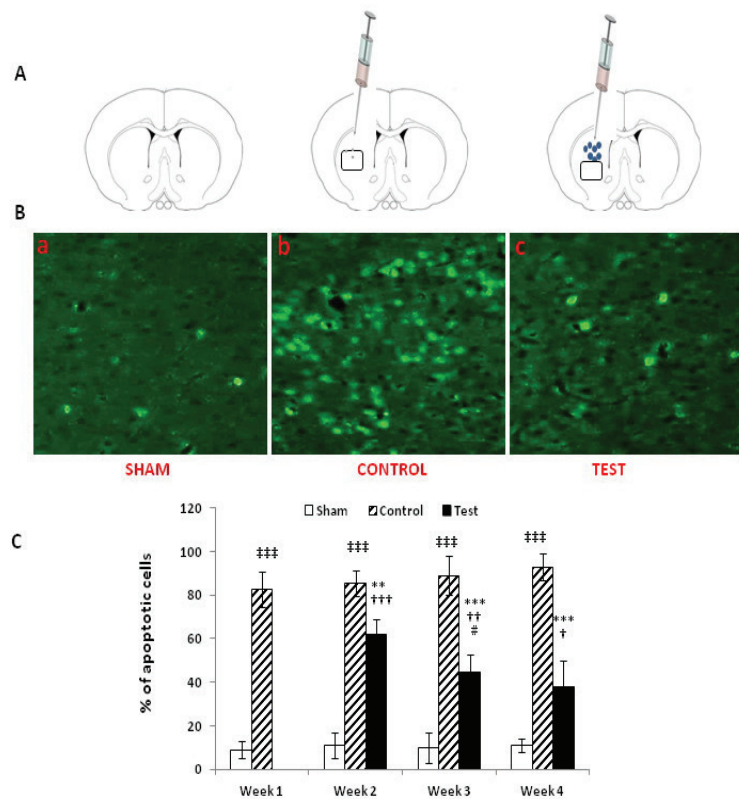 A
B
a
b
c
SHAM
CONTROL
TEST
C
% of apoptotic cells
120
100
80
60
40
20
0
Sham
Control
Test
‡‡‡
‡‡‡
**
†††
‡‡‡
***
††
#
‡‡‡
***
†
Week 1
Week 2
Week 3
Week 4